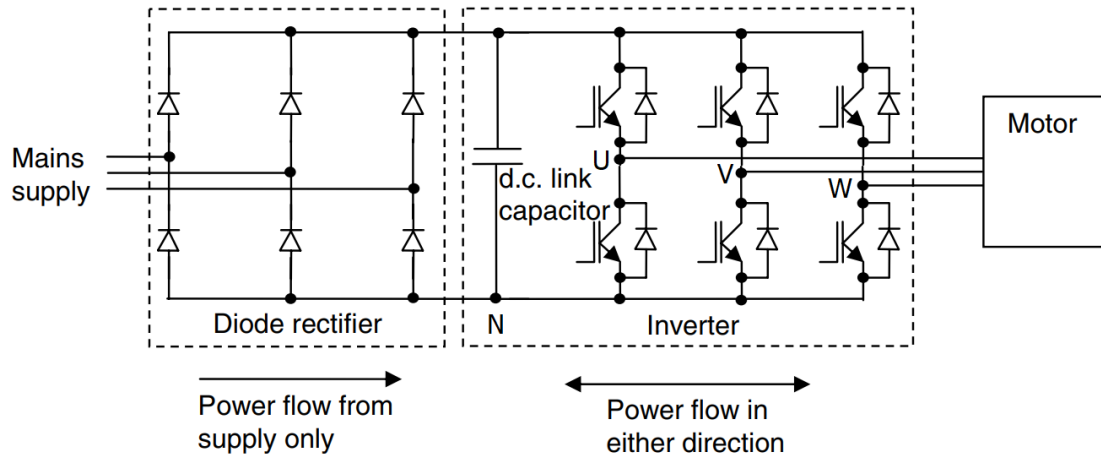 Mains
supply
d.c. link
capacitor
U
V
W
Motor
Diode rectifier
N
Inverter
Power flow from
supply only
Power flow in
either direction